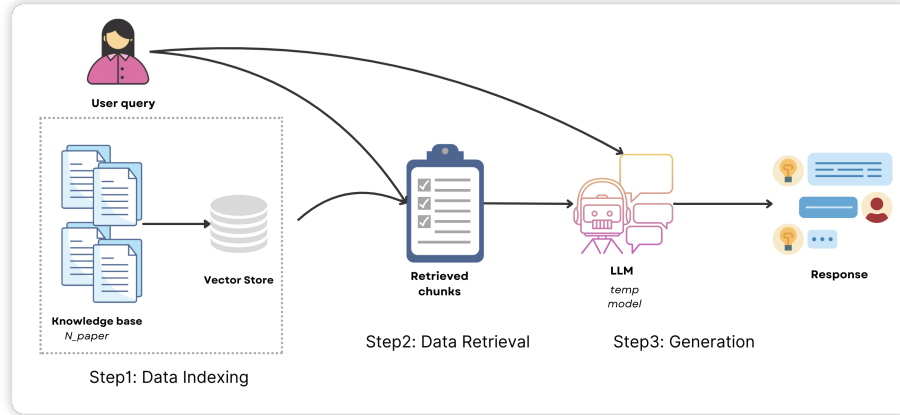 User query
Knowledge base
N_paper
Vector Store
Step1: Data Indexing
Retrieved
chunks
Step2: Data Retrieval
LLM
temp
model
Step3: Generation
Response